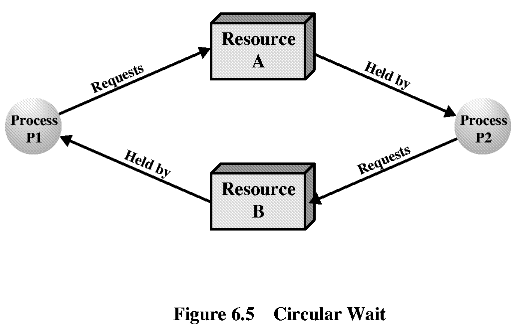 Resource
A
Requests
Held by
Process
P1
Process
P2
Held by
Requests
Resource
B
Figure 6.5 Circular Wait